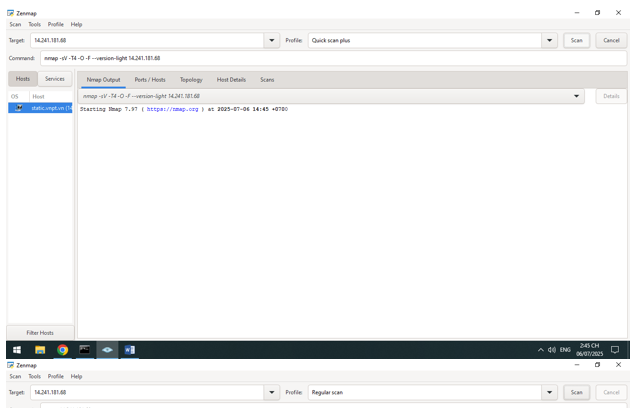 Zenmap
Scan Tools Profile Help
Target: 14.241.181.68 Profile: Quick scan plus Scan Cancel
Command: nmap -sV -T4 -O -F --version-light 14.241.181.68
Hosts Services Nmap Output Ports / Hosts Topology Host Details Scans
OS Host nmap -sV -T4 -O -F --version-light 14.241.181.68 Details
static.vnpt.vn (14
Starting Nmap 7.97 ( https://nmap.org ) at 2025-07-06 14:45 +0700
Filter Hosts
ENG 2:45 CH
06/07/2025
Zenmap
Scan Tools Profile Help
Target: 14.241.181.68 Profile: Regular scan Scan Cancel